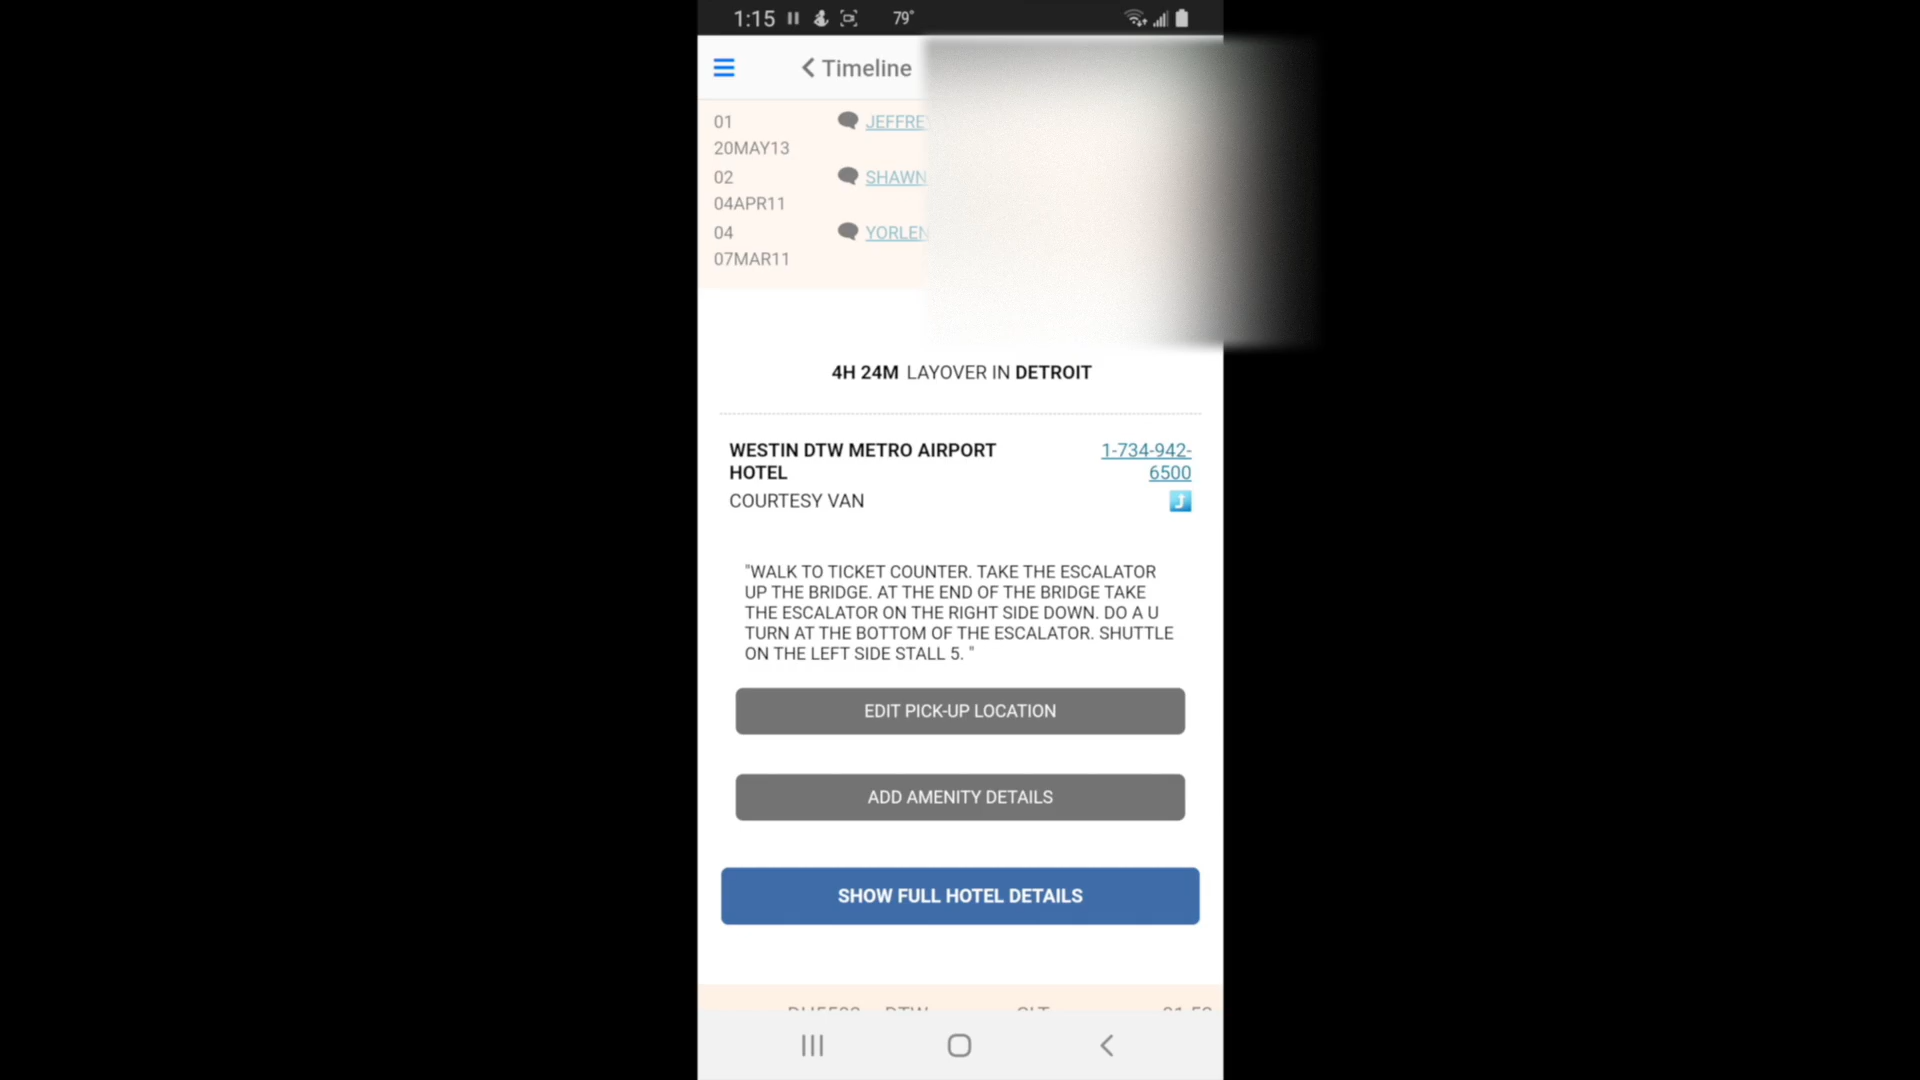 1:15 79°
Timeline
01 JEFFRE
20MAY13
02 SHAWN
04APR11
04 YORLEN
07MAR11
4H 24M LAYOVER IN DETROIT
WESTIN DTW METRO AIRPORT
HOTEL
1-734-942-
6500
COURTESY VAN
"WALK TO TICKET COUNTER. TAKE THE ESCALATOR
UP THE BRIDGE. AT THE END OF THE BRIDGE TAKE
THE ESCALATOR ON THE RIGHT SIDE DOWN. DO A U
TURN AT THE BOTTOM OF THE ESCALATOR. SHUTTLE
ON THE LEFT SIDE STALL 5. "
EDIT PICK-UP LOCATION
ADD AMENITY DETAILS
SHOW FULL HOTEL DETAILS